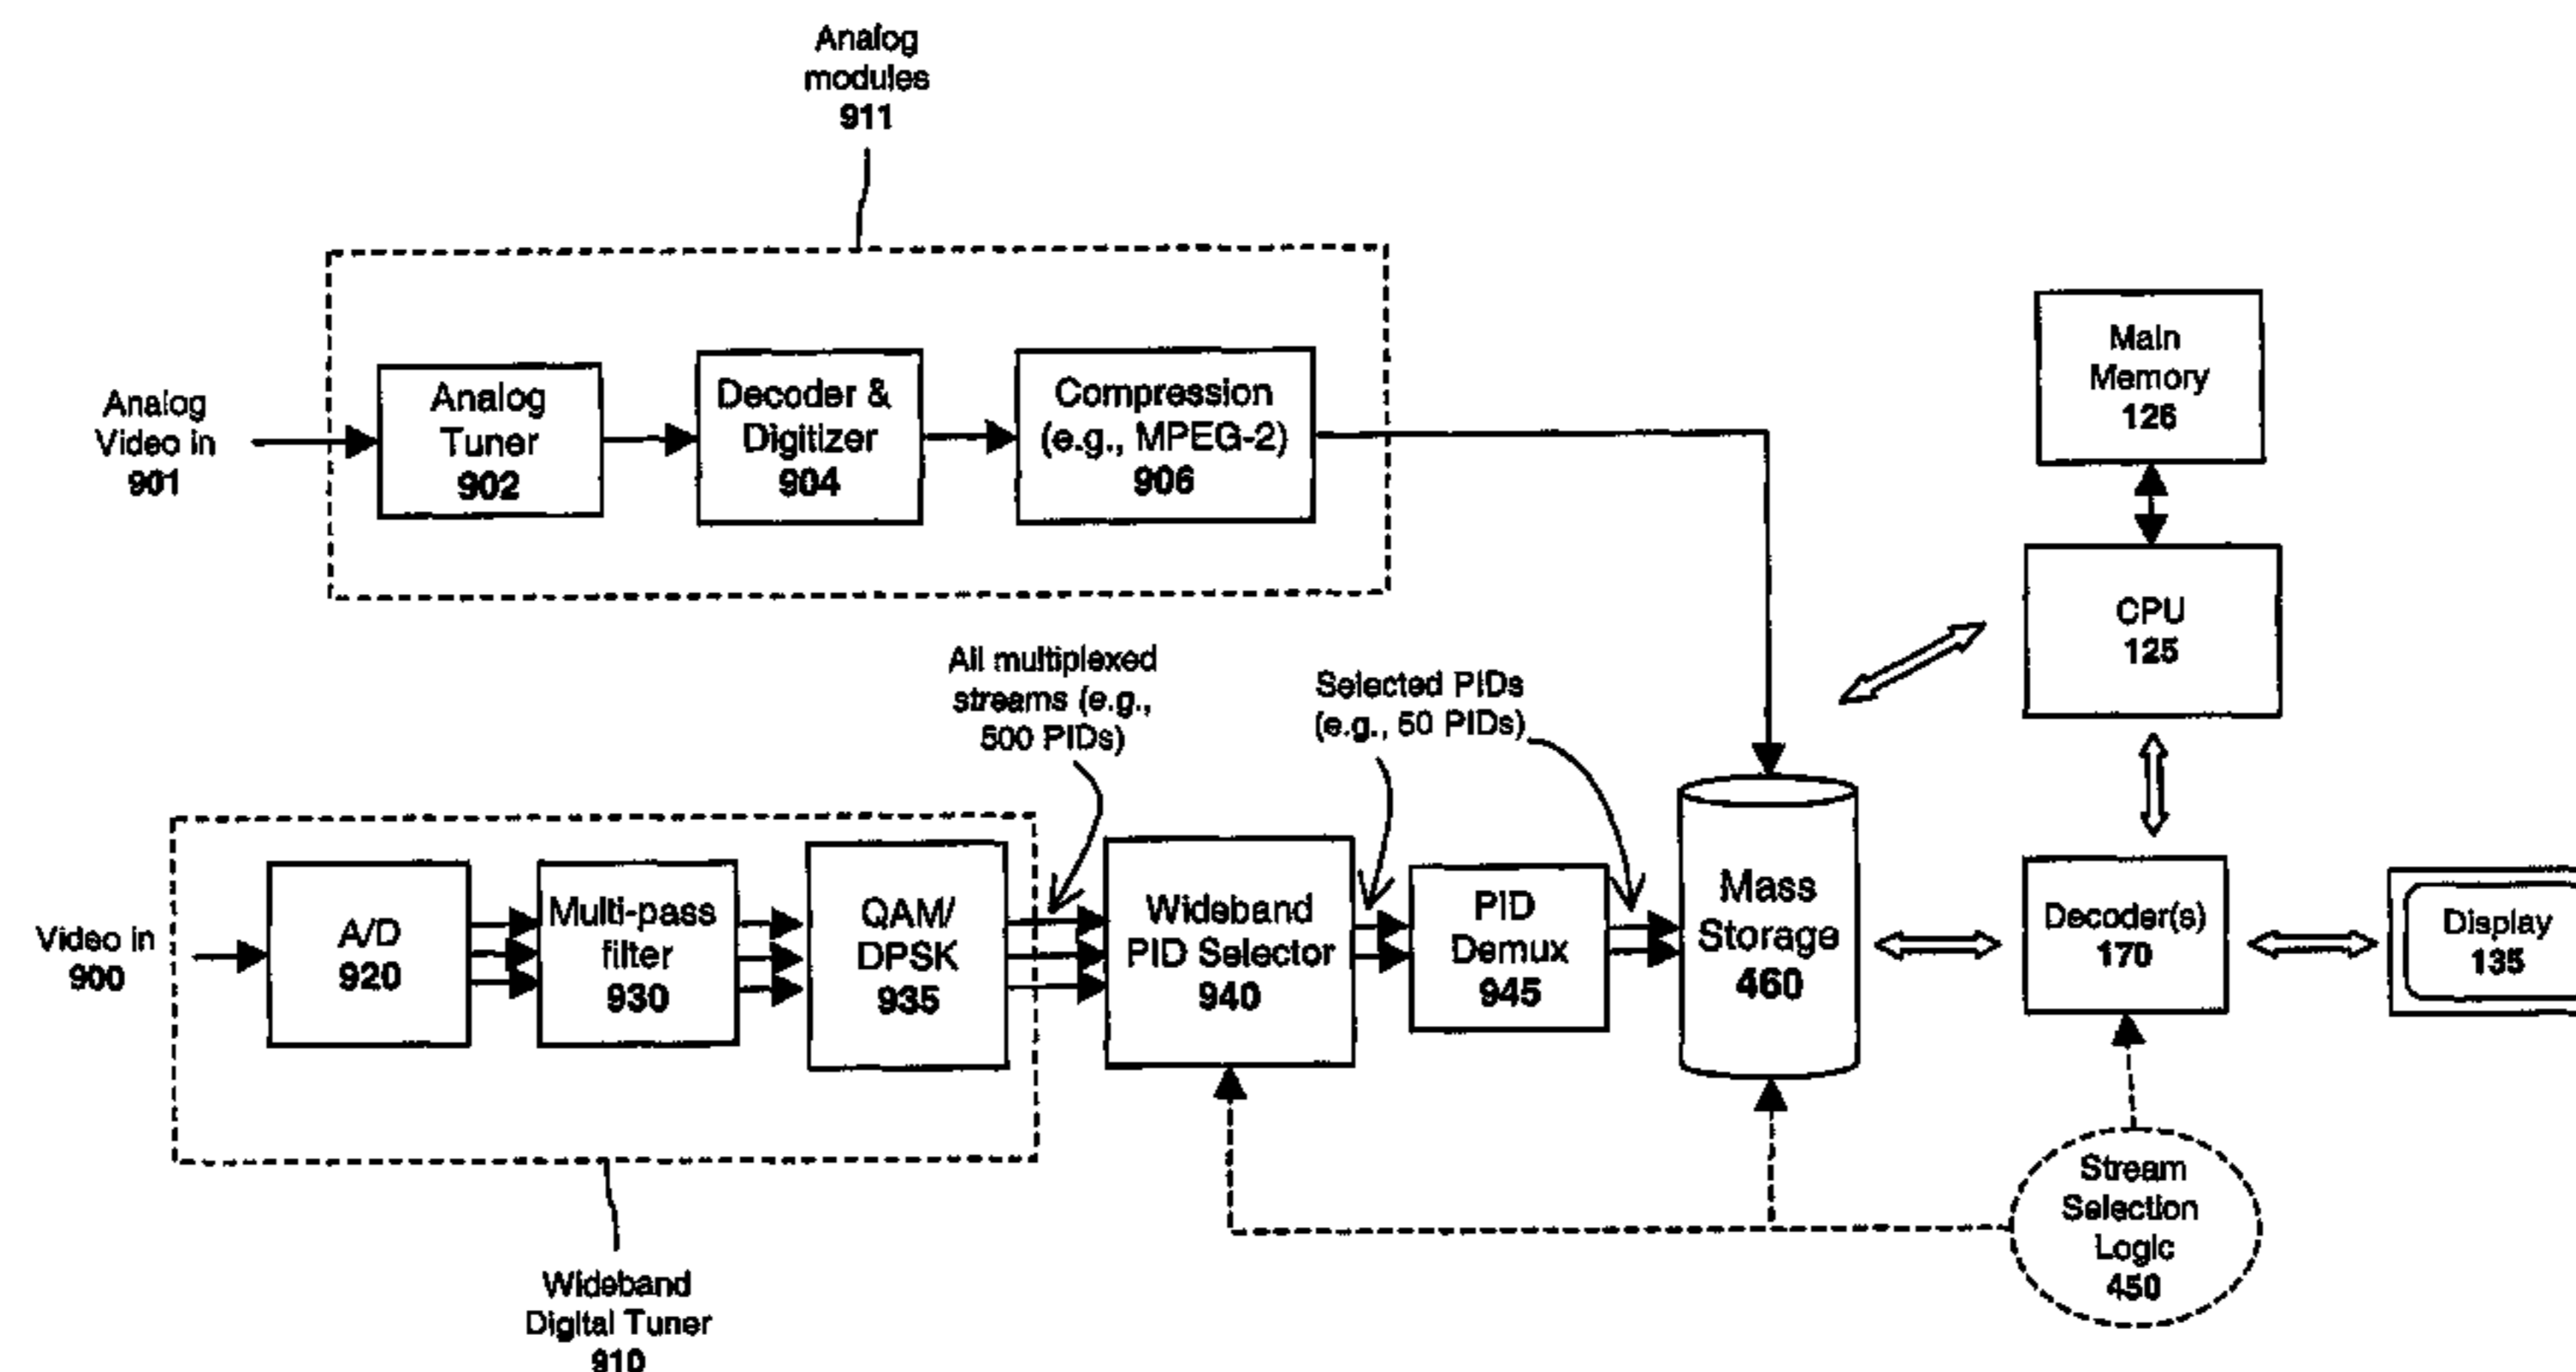 Analog
modules
911
Analog
Video in
901
Analog
Tuner
902
Decoder &
Digitizer
904
Compression
(e.g., MPEG-2)
906
Main
Memory
126
CPU
125
All multiplexed
streams (e.g.,
500 PIDs)
Selected PIDs
(e.g., 50 PIDs)
Video in
900
A/D
920
Multi-pass
filter
930
QAM/
DPSK
935
Wideband
PID Selector
940
PID
Demux
945
Mass
Storage
460
Decoder(s)
170
Display
135
Stream
Selection
Logic
450
Wideband
Digital Tuner
910